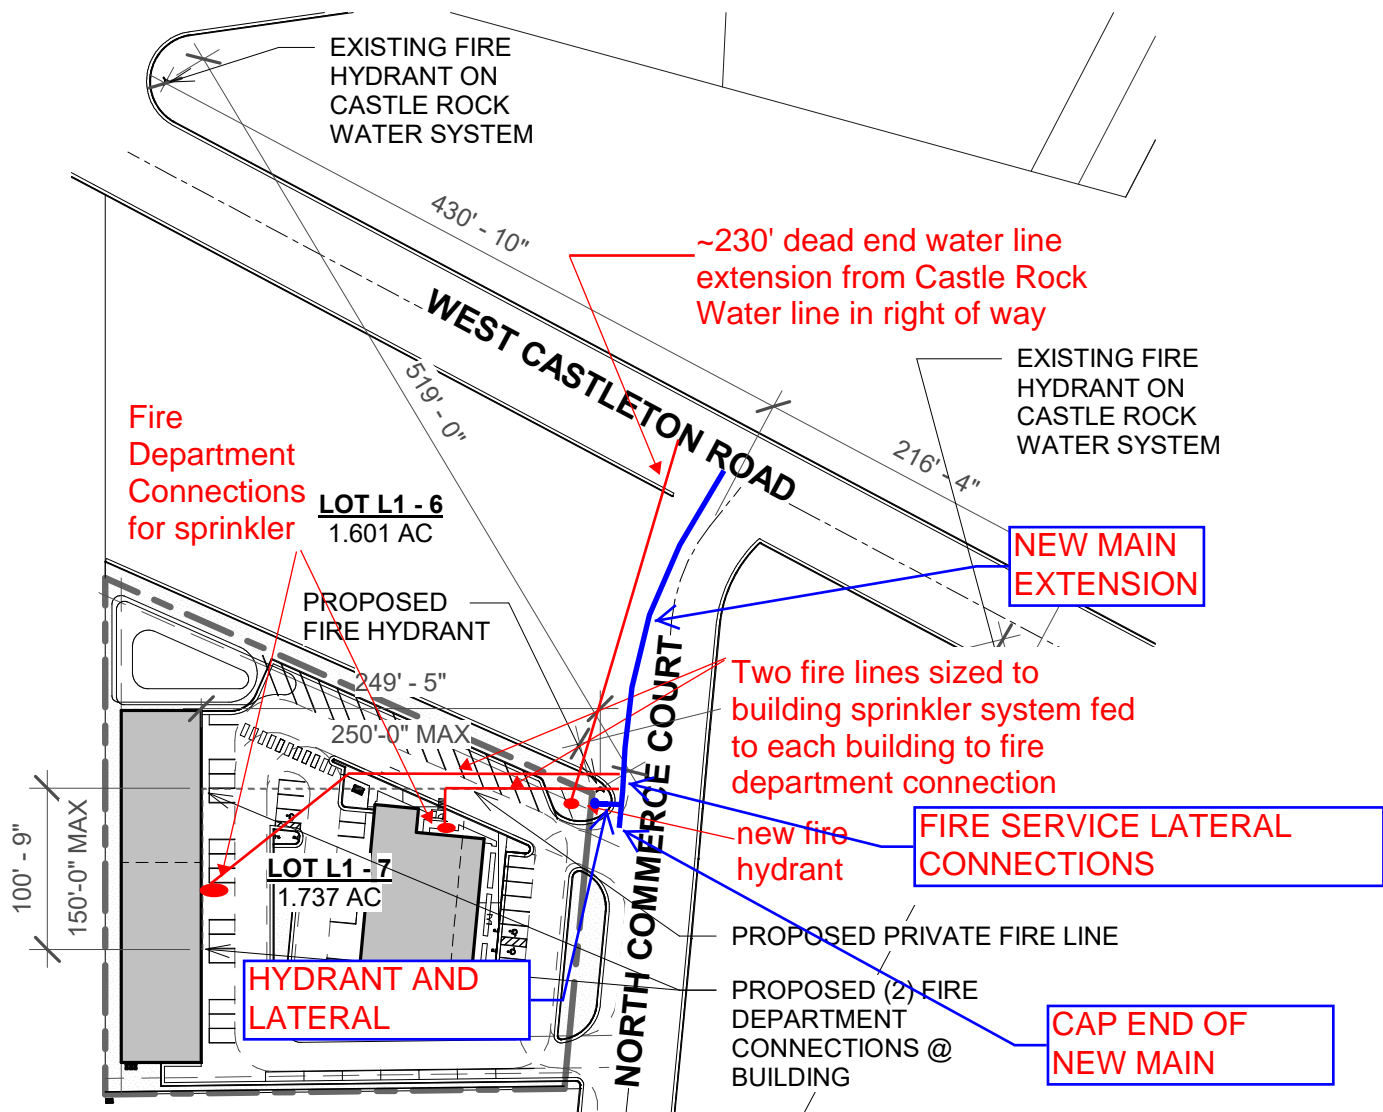 EXISTING FIRE
HYDRANT ON
CASTLE ROCK
WATER SYSTEM
430' - 10"
~230' dead end water line
extension from Castle Rock
Water line in right of way
WEST CASTLETON ROAD
EXISTING FIRE
HYDRANT ON
CASTLE ROCK
WATER SYSTEM
519' - 0"
216' - 4"
Fire
Department
Connections
for sprinkler
LOT L1 - 6
1.601 AC
NEW MAIN
EXTENSION
PROPOSED
FIRE HYDRANT
249' - 5"
250'-0" MAX
Two fire lines sized to
building sprinkler system fed
to each building to fire
department connection
NORTH COMMERCE COURT
new fire
hydrant
FIRE SERVICE LATERAL
CONNECTIONS
100' - 9"
150'-0" MAX
LOT L1 - 7
1.737 AC
PROPOSED PRIVATE FIRE LINE
HYDRANT AND
LATERAL
PROPOSED (2) FIRE
DEPARTMENT
CONNECTIONS @
BUILDING
CAP END OF
NEW MAIN